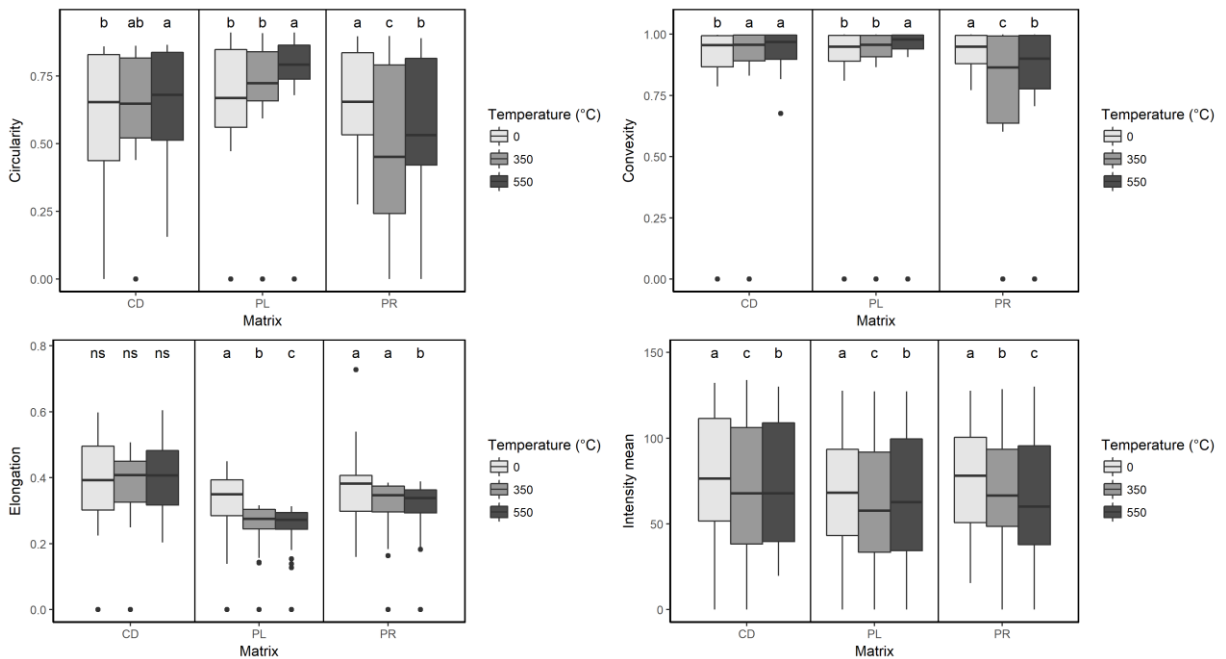 b ab a b b a a c b
0.75
0.50
0.25
0.00
Circularity
CD PL PR
Matrix
Temperature (°C)
0
350
550
b a a b b a a c b
1.00
0.75
0.50
0.25
0.00
Convexity
CD PL PR
Matrix
Temperature (°C)
0
350
550
0.8
ns ns ns a b c a a b
0.6
0.4
0.2
0.0
Elongation
CD PL PR
Matrix
Temperature (°C)
0
350
550
150
a c b a c b a b c
100
50
0
Intensity mean
CD PL PR
Matrix
Temperature (°C)
0
350
550